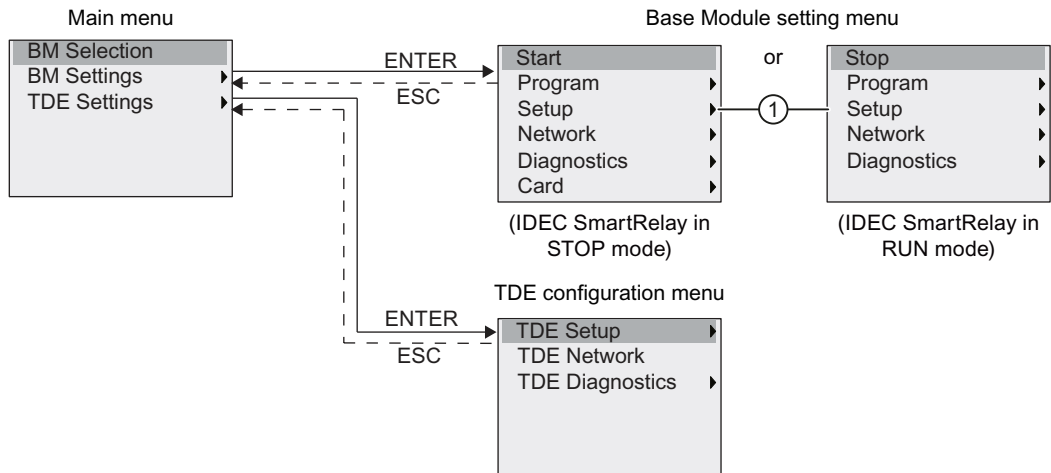 Main menu
BM Selection
BM Settings
TDE Settings
ENTER
ESC
Base Module setting menu
Start
Program
Setup
Network
Diagnostics
Card
(IDEC SmartRelay in
STOP mode)
or
1
Stop
Program
Setup
Network
Diagnostics
(IDEC SmartRelay in
RUN mode)
TDE configuration menu
ENTER
ESC
TDE Setup
TDE Network
TDE Diagnostics